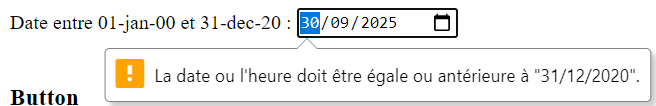 Date entre 01-jan-00 et 31-dec-20 : 30/09/2025
La date ou l'heure doit être égale ou antérieure à "31/12/2020".
Button